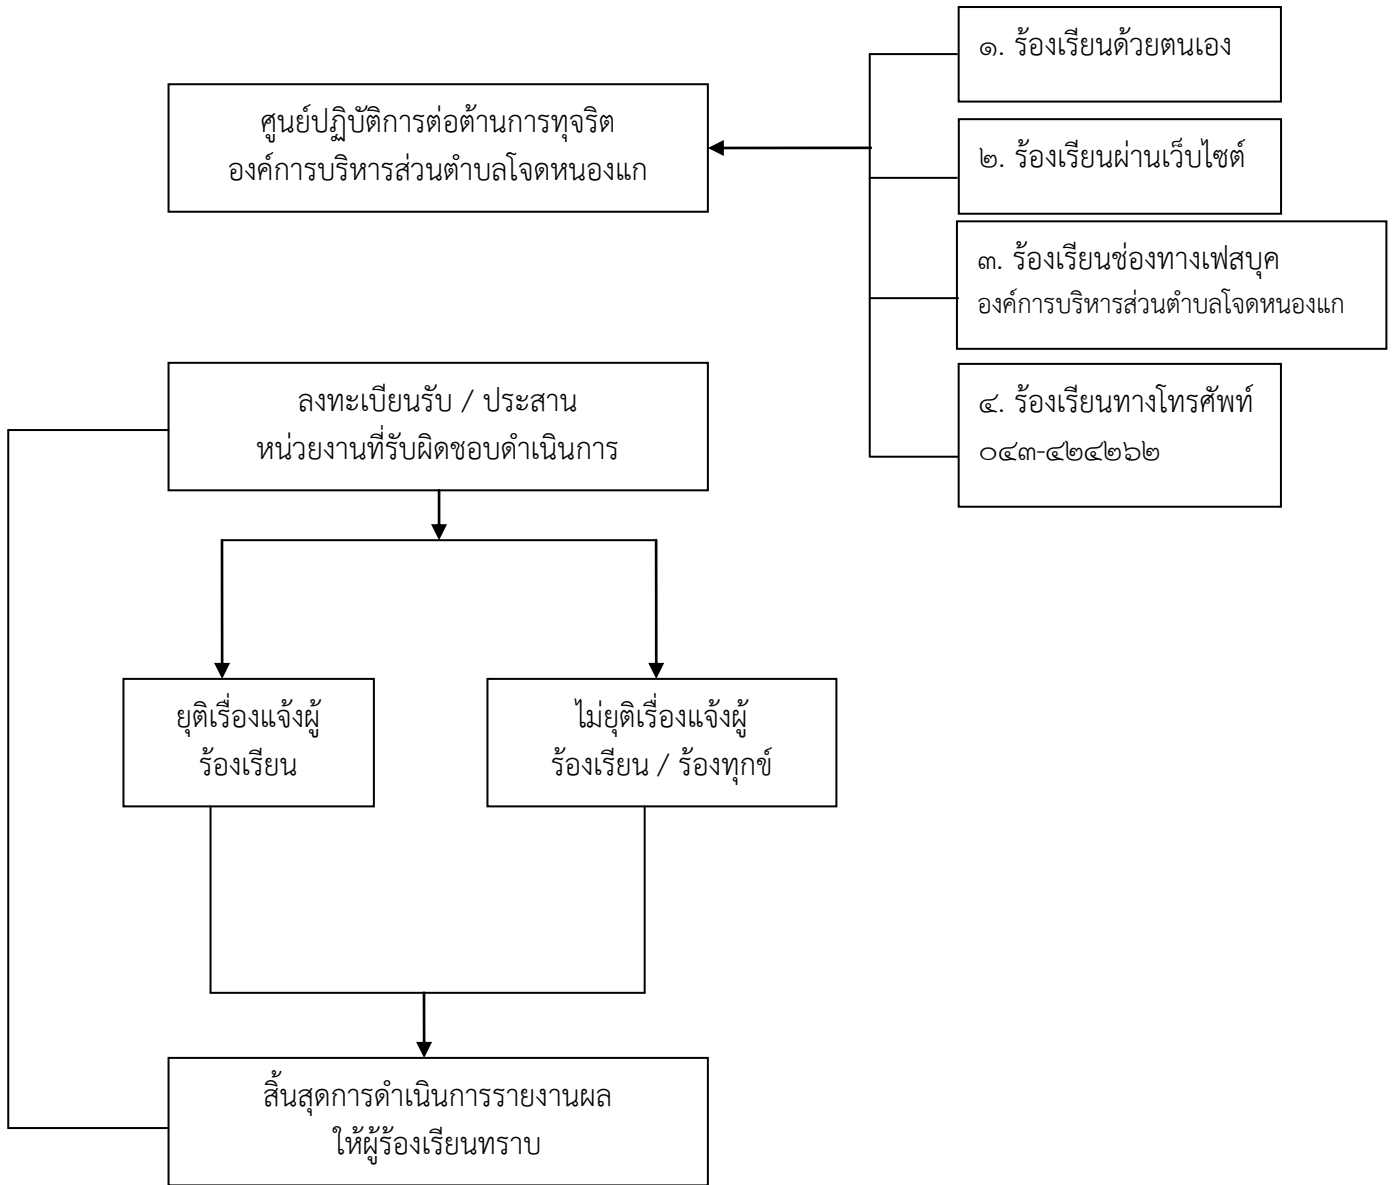 ๑. ร้องเรียนด้วยตนเอง
ศูนย์ปฏิบัติการต่อต้านการทุจริต
องค์การบริหารส่วนตำบลโจดหนองแก
๒. ร้องเรียนผ่านเว็บไซต์
๓. ร้องเรียนช่องทางเฟสบุค
องค์การบริหารส่วนตำบลโจดหนองแก
๔. ร้องเรียนทางโทรศัพท์
๐๔๓-๔๒๔๒๖๒
ลงทะเบียนรับ / ประสาน
หน่วยงานที่รับผิดชอบดำเนินการ
ยุติเรื่องแจ้งผู้
ร้องเรียน
ไม่ยุติเรื่องแจ้งผู้
ร้องเรียน / ร้องทุกข์
สิ้นสุดการดำเนินการรายงานผล
ให้ผู้ร้องเรียนทราบ